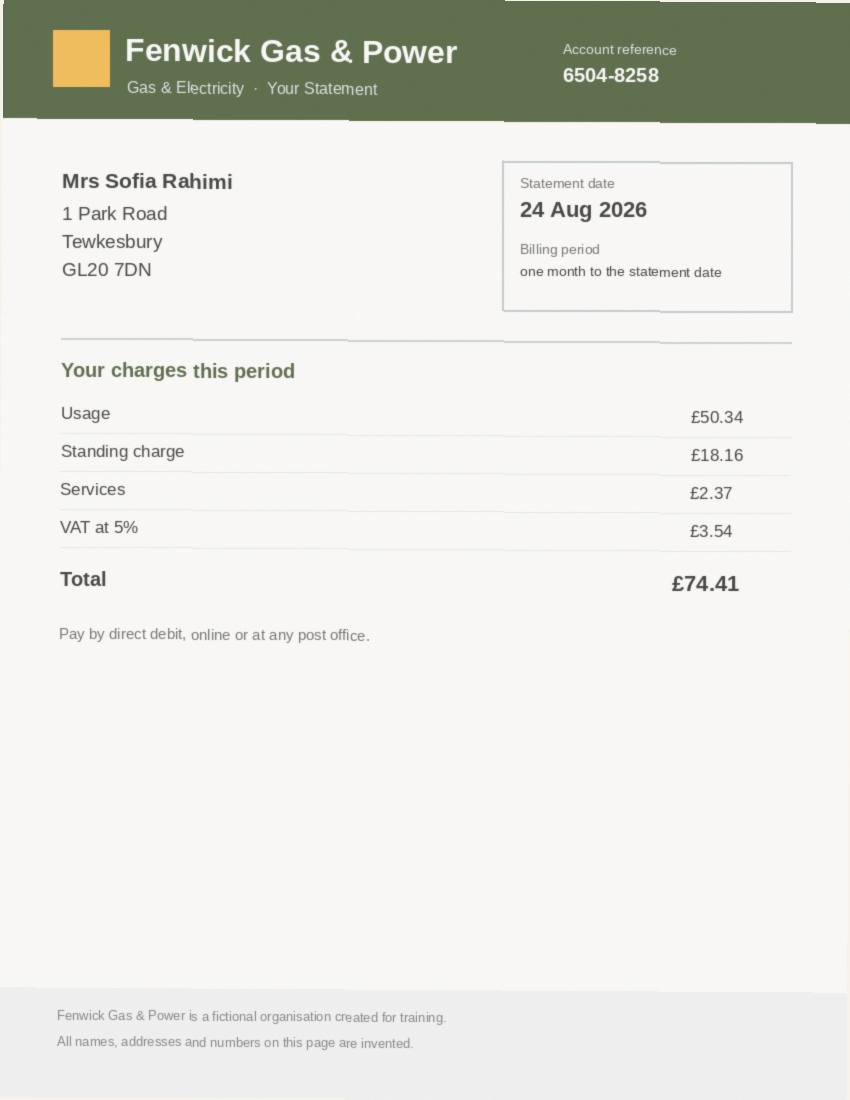 Fenwick Gas & Power
Gas & Electricity · Your Statement
Account reference
6504-8258
Mrs Sofia Rahimi
1 Park Road
Tewkesbury
GL20 7DN
Statement date
24 Aug 2026
Billing period
one month to the statement date
Your charges this period
Usage £50.34
Standing charge £18.16
Services £2.37
VAT at 5% £3.54
Total £74.41
Pay by direct debit, online or at any post office.
Fenwick Gas & Power is a fictional organisation created for training.
All names, addresses and numbers on this page are invented.